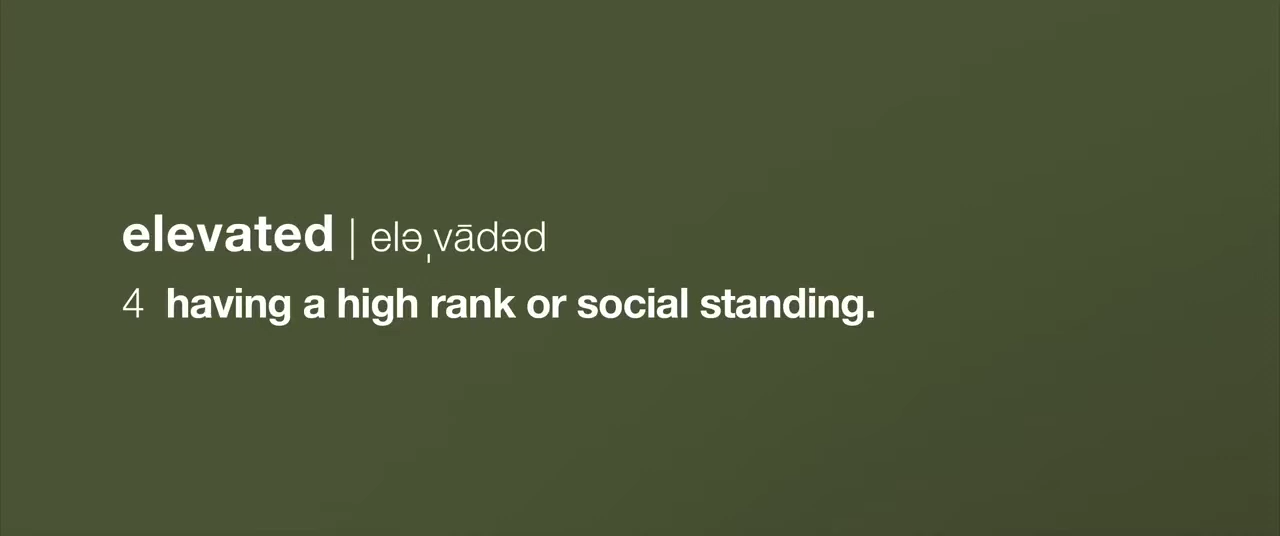 elevated | eləˌvādəd
4 having a high rank or social standing.